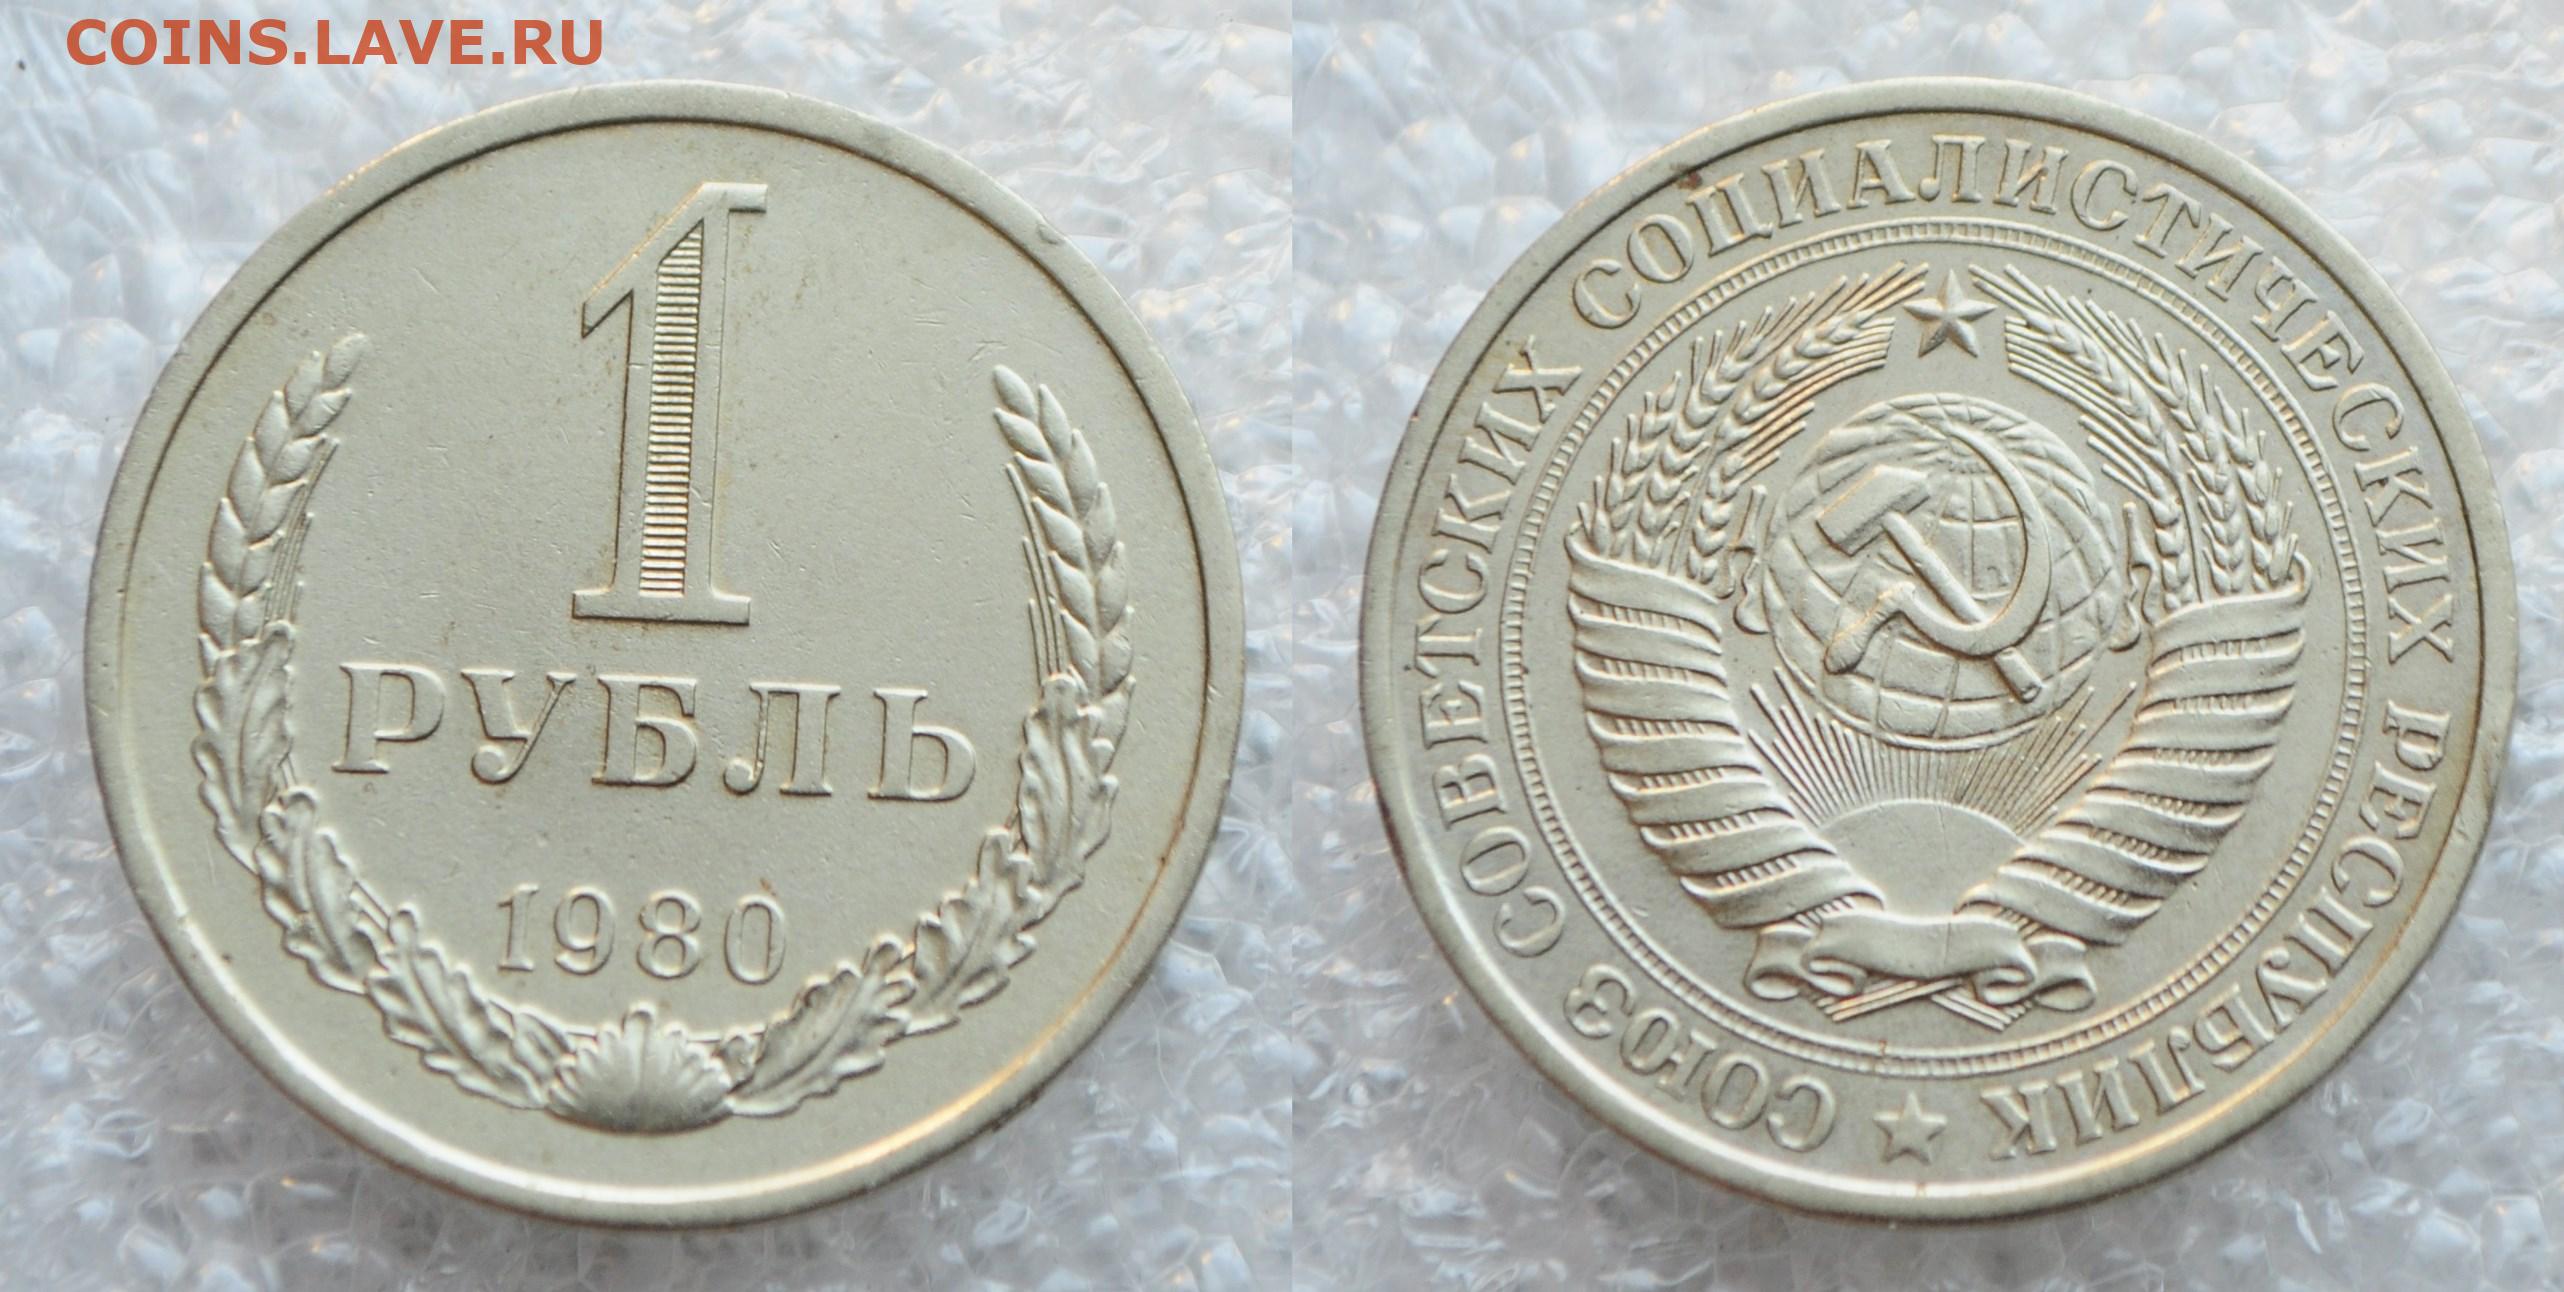 COINS.LAVE.RU
1
РУБЛЬ
1980
СОЮЗ СОВЕТСКИХ СОЦИАЛИСТИЧЕСКИХ РЕСПУБЛИК